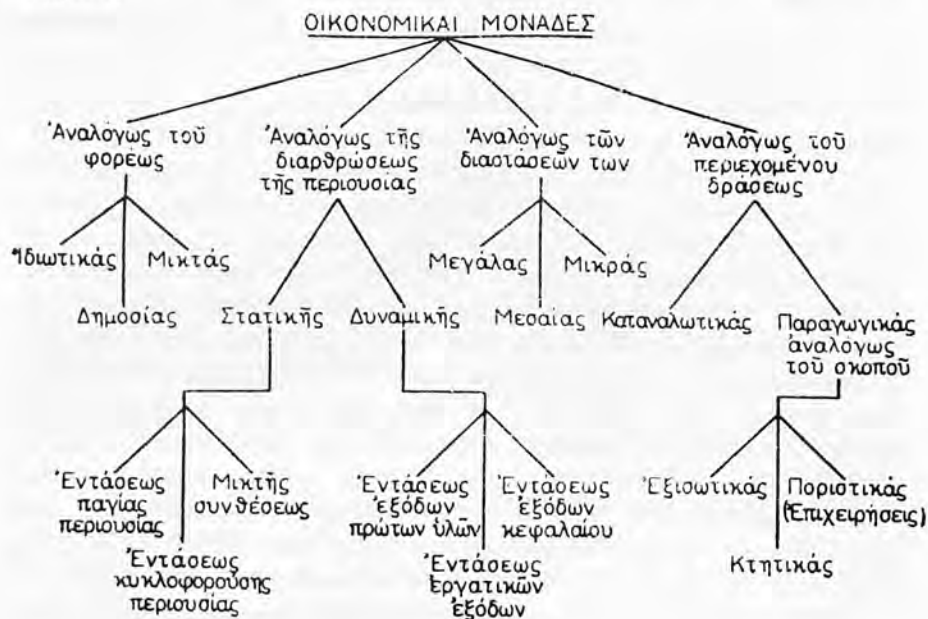 ΟΙΚΟΝΟΜΙΚΑΙ ΜΟΝΑΔΕΣ
Ἀναλόγως τοῦ
φορέως
Ἀναλόγως τῆς
διαρθρώσεως
τῆς περιουσίας
Ἀναλόγως τῶν
διαστάσεών των
Ἀναλόγως τοῦ
περιεχομένου
δράσεως
Ἰδιωτικάς
Μικτάς
Δημοσίας
Στατικῆς
Δυναμικῆς
Μεγάλας
Μικράς
Μεσαίας
Καταναλωτικάς
Παραγωγικάς
ἀναλόγως
τοῦ σκοποῦ
Ἐντάσεως
παγίας
περιουσίας
Μικτῆς
συνθέσεως
Ἐντάσεως
κυκλοφορούσης
περιουσίας
Ἐντάσεως
ἐξόδων
πρώτων ὑλῶν
Ἐντάσεως
ἐξόδων
κεφαλαίου
Ἐντάσεως
ἐργατικῶν
ἐξόδων
Ἐξισωτικάς
Ποριστικάς
(Ἐπιχειρήσεις)
Κτητικάς